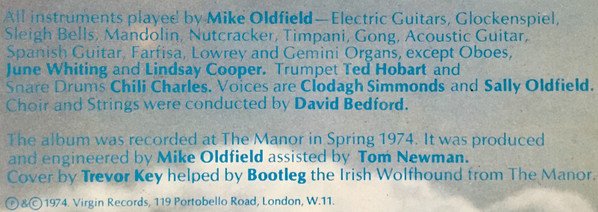 All instruments played by Mike Oldfield—Electric Guitars, Glockenspiel,
Sleigh Bells, Mandolin, Nutcracker, Timpani, Gong, Acoustic Guitar,
Spanish Guitar, Farfisa, Lowrey and Gemini Organs, except Oboes,
June Whiting and Lindsay Cooper. Trumpet Ted Hobart and
Snare Drums Chili Charles. Voices are Clodagh Simmonds and Sally Oldfield.
Choir and Strings were conducted by David Bedford.
The album was recorded at The Manor in Spring 1974. It was produced
and engineered by Mike Oldfield assisted by Tom Newman.
Cover by Trevor Key helped by Bootleg the Irish Wolfhound from The Manor.
Ⓟ&© 1974. Virgin Records, 119 Portobello Road, London, W.11.